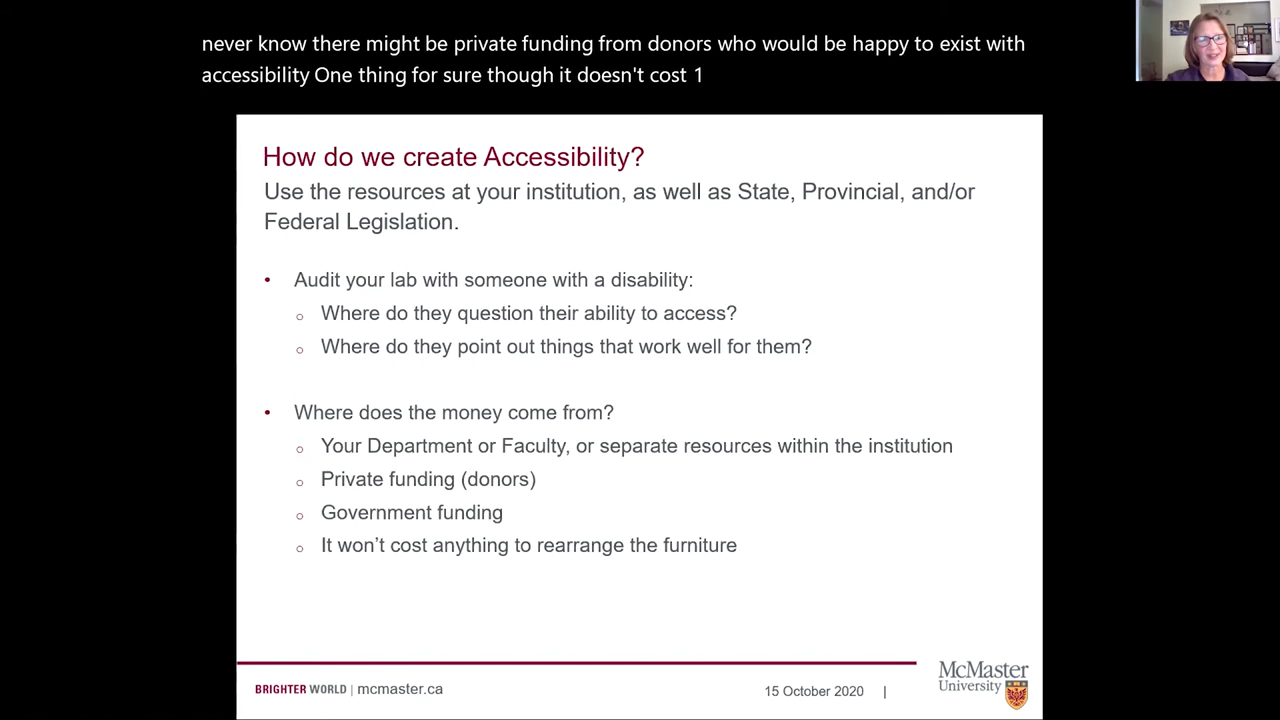 never know there might be private funding from donors who would be happy to exist with
accessibility One thing for sure though it doesn't cost 1
How do we create Accessibility?
Use the resources at your institution, as well as State, Provincial, and/or
Federal Legislation.
• Audit your lab with someone with a disability:
○ Where do they question their ability to access?
○ Where do they point out things that work well for them?
• Where does the money come from?
○ Your Department or Faculty, or separate resources within the institution
○ Private funding (donors)
○ Government funding
○ It won’t cost anything to rearrange the furniture
BRIGHTER WORLD | mcmaster.ca
15 October 2020 |
McMaster
University